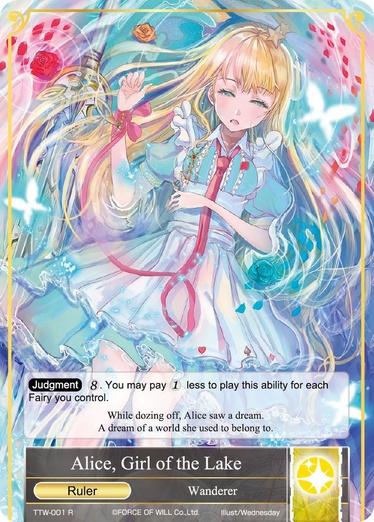 Judgment 8. You may pay 1 less to play this ability for each
Fairy you control.
While dozing off, Alice saw a dream.
A dream of a world she used to belong to.
Alice, Girl of the Lake
Ruler Wanderer
TTW-001 R ©FORCE OF WILL Co.,Ltd. Illust/Wednesday